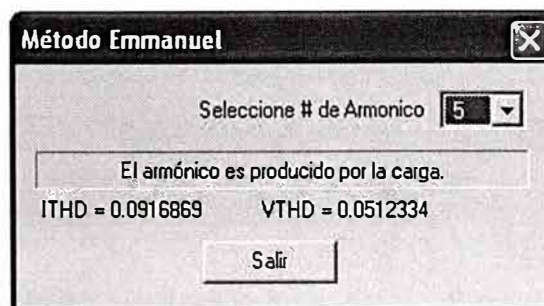 Método Emmanuel
Seleccione # de Armonico 5
El armónico es producido por la carga.
ITHD = 0.0916869 VTHD = 0.0512334
Salir